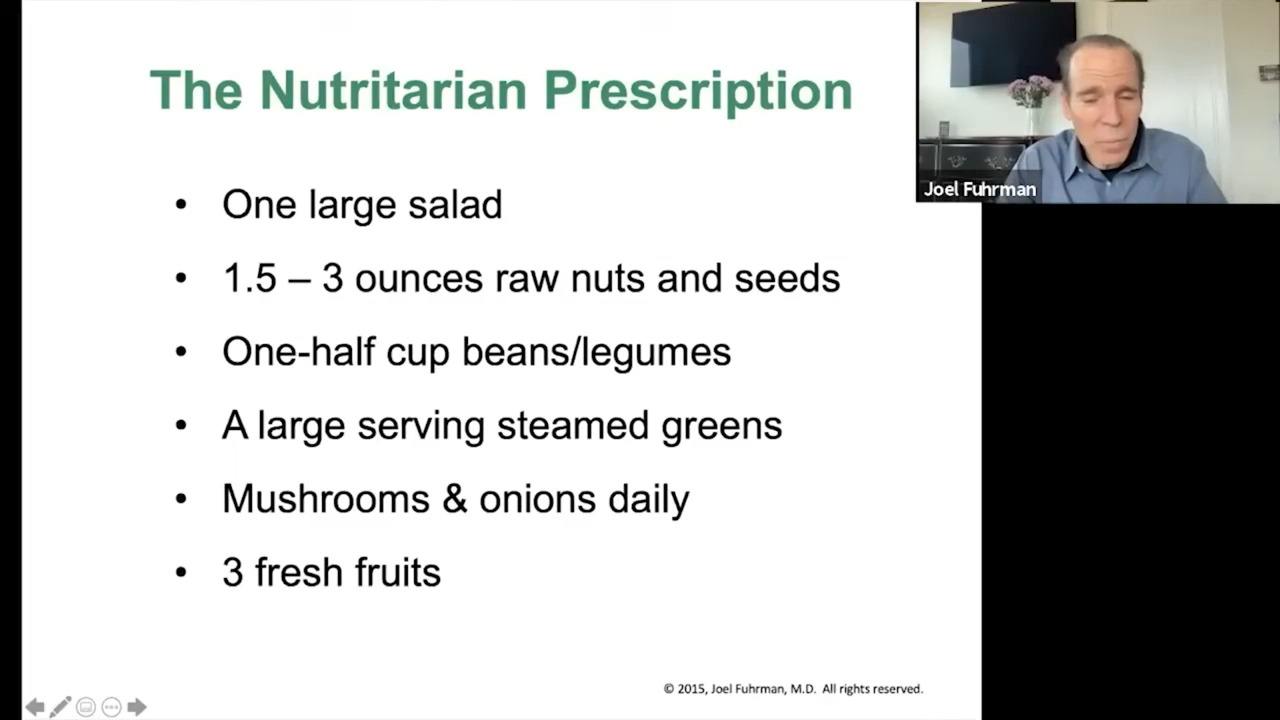 The Nutritarian Prescription
• One large salad
• 1.5 – 3 ounces raw nuts and seeds
• One-half cup beans/legumes
• A large serving steamed greens
• Mushrooms & onions daily
• 3 fresh fruits
© 2015, Joel Fuhrman, M.D. All rights reserved.
Joel Fuhrman